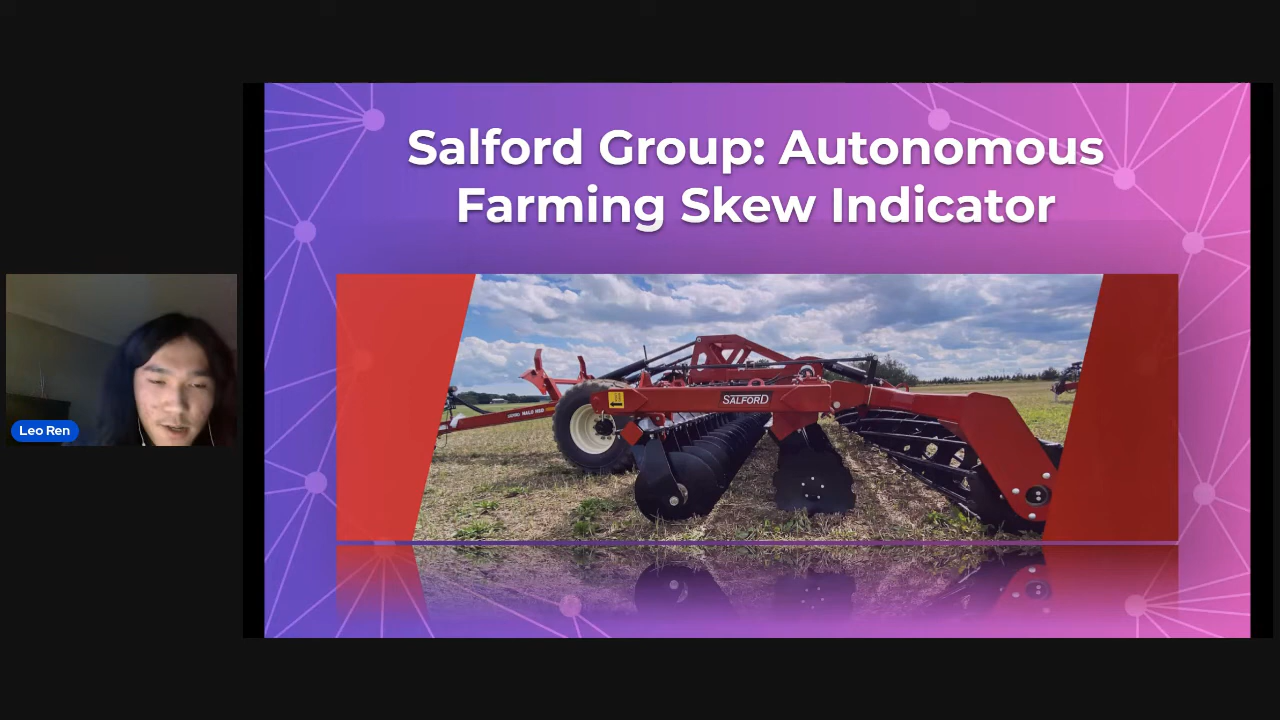 Salford Group: Autonomous
Farming Skew Indicator
SALFORD
Leo Ren